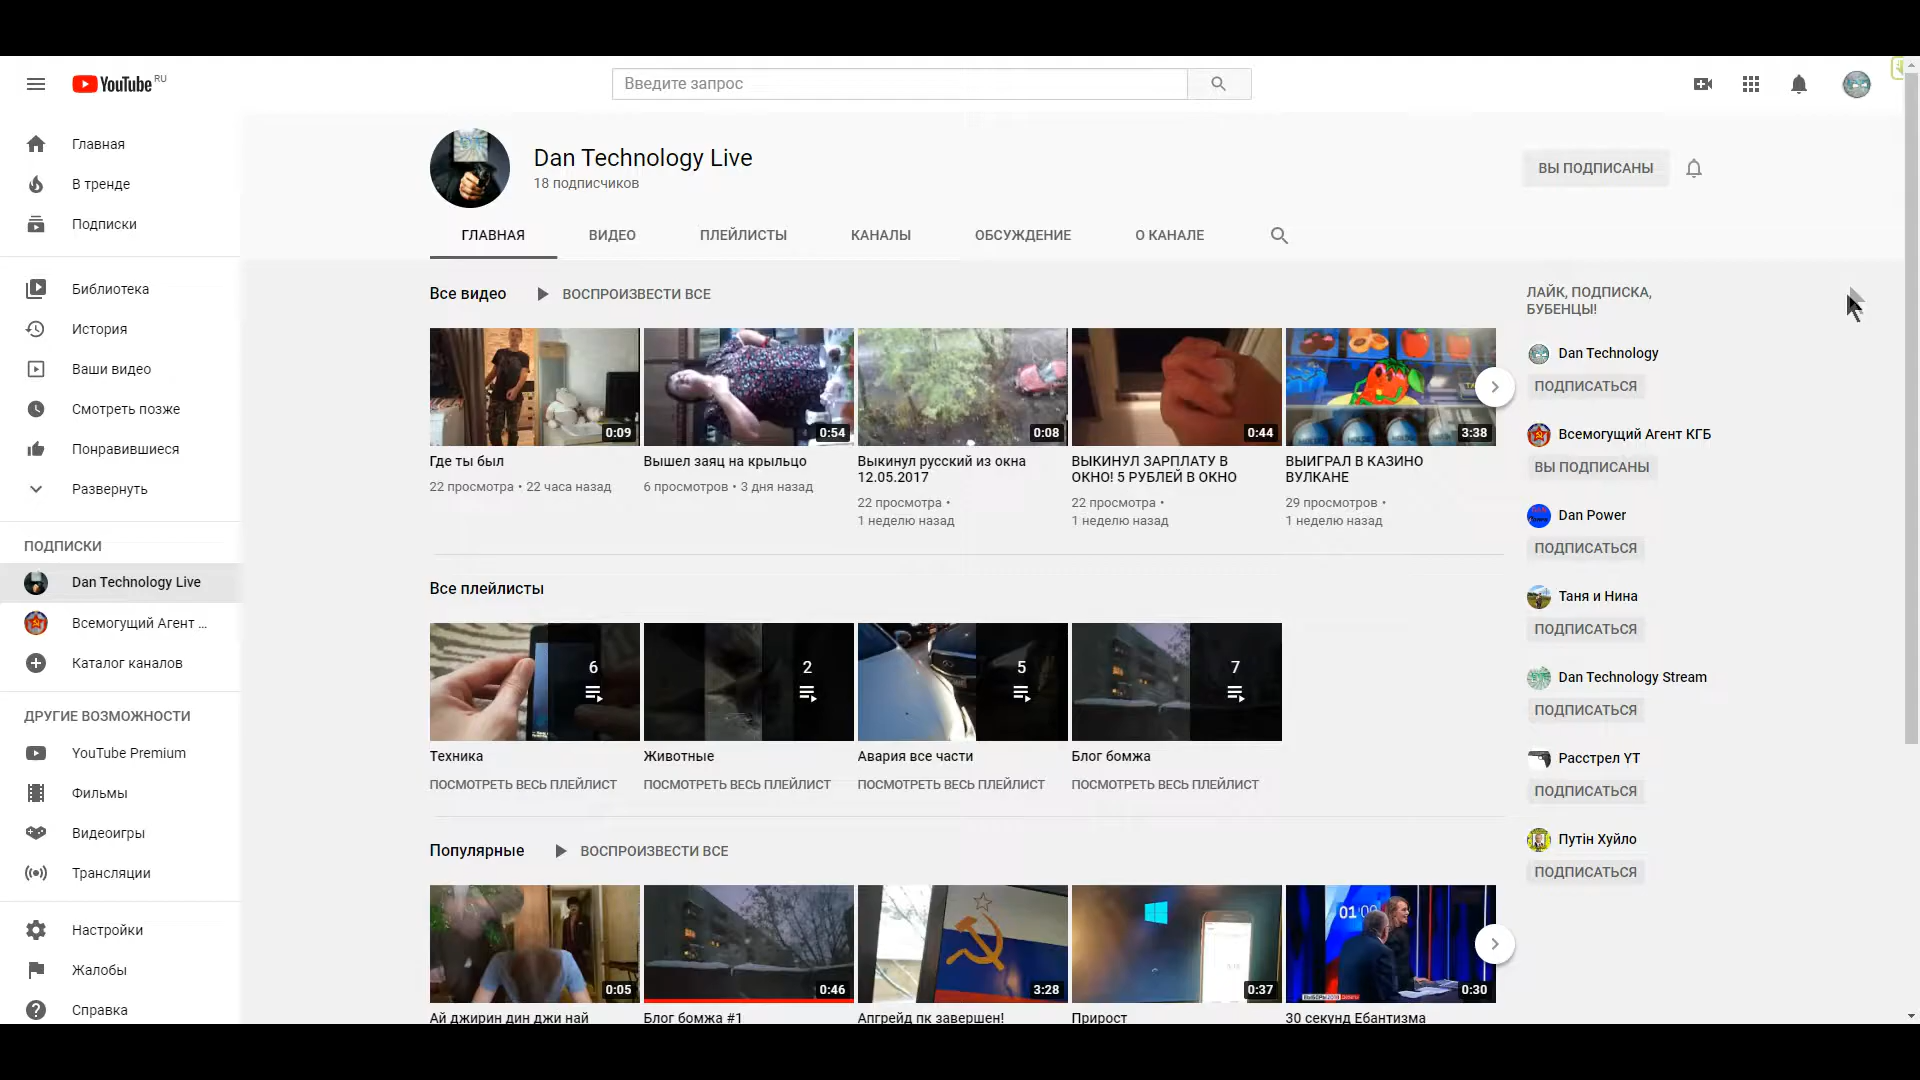 YouTube RU
Введите запрос
Главная
В тренде
Подписки
Библиотека
История
Ваши видео
Смотреть позже
Понравившиеся
Развернуть
ПОДПИСКИ
Dan Technology Live
Всемогущий Агент ...
Каталог каналов
ДРУГИЕ ВОЗМОЖНОСТИ
YouTube Premium
Фильмы
Видеоигры
Трансляции
Настройки
Жалобы
Справка
Dan Technology Live
18 подписчиков
ВЫ ПОДПИСАНЫ
ГЛАВНАЯ ВИДЕО ПЛЕЙЛИСТЫ КАНАЛЫ ОБСУЖДЕНИЕ О КАНАЛЕ
Все видео ВОСПРОИЗВЕСТИ ВСЕ
0:09
Где ты был
22 просмотра • 22 часа назад
0:54
Вышел заяц на крыльцо
6 просмотров • 3 дня назад
0:08
Выкинул русский из окна
12.05.2017
22 просмотра •
1 неделю назад
0:44
ВЫКИНУЛ ЗАРПЛАТУ В
ОКНО! 5 РУБЛЕЙ В ОКНО
22 просмотра •
1 неделю назад
3:38
ВЫИГРАЛ В КАЗИНО
ВУЛКАНЕ
29 просмотров •
1 неделю назад
Все плейлисты
6
Техника
ПОСМОТРЕТЬ ВЕСЬ ПЛЕЙЛИСТ
2
Животные
ПОСМОТРЕТЬ ВЕСЬ ПЛЕЙЛИСТ
5
Авария все части
ПОСМОТРЕТЬ ВЕСЬ ПЛЕЙЛИСТ
7
Блог бомжа
ПОСМОТРЕТЬ ВЕСЬ ПЛЕЙЛИСТ
Популярные ВОСПРОИЗВЕСТИ ВСЕ
0:05
Ай джирин дин джи най
0:46
Блог бомжа #1
3:28
Апгрейд пк завершен!
0:37
Прирост
0:30
30 секунд Ебантизма
ЛАЙК, ПОДПИСКА,
БУБЕНЦЫ!
Dan Technology
ПОДПИСАТЬСЯ
Всемогущий Агент КГБ
ВЫ ПОДПИСАНЫ
Dan Power
ПОДПИСАТЬСЯ
Таня и Нина
ПОДПИСАТЬСЯ
Dan Technology Stream
ПОДПИСАТЬСЯ
Расстрел YT
ПОДПИСАТЬСЯ
Путiн Хуйло
ПОДПИСАТЬСЯ